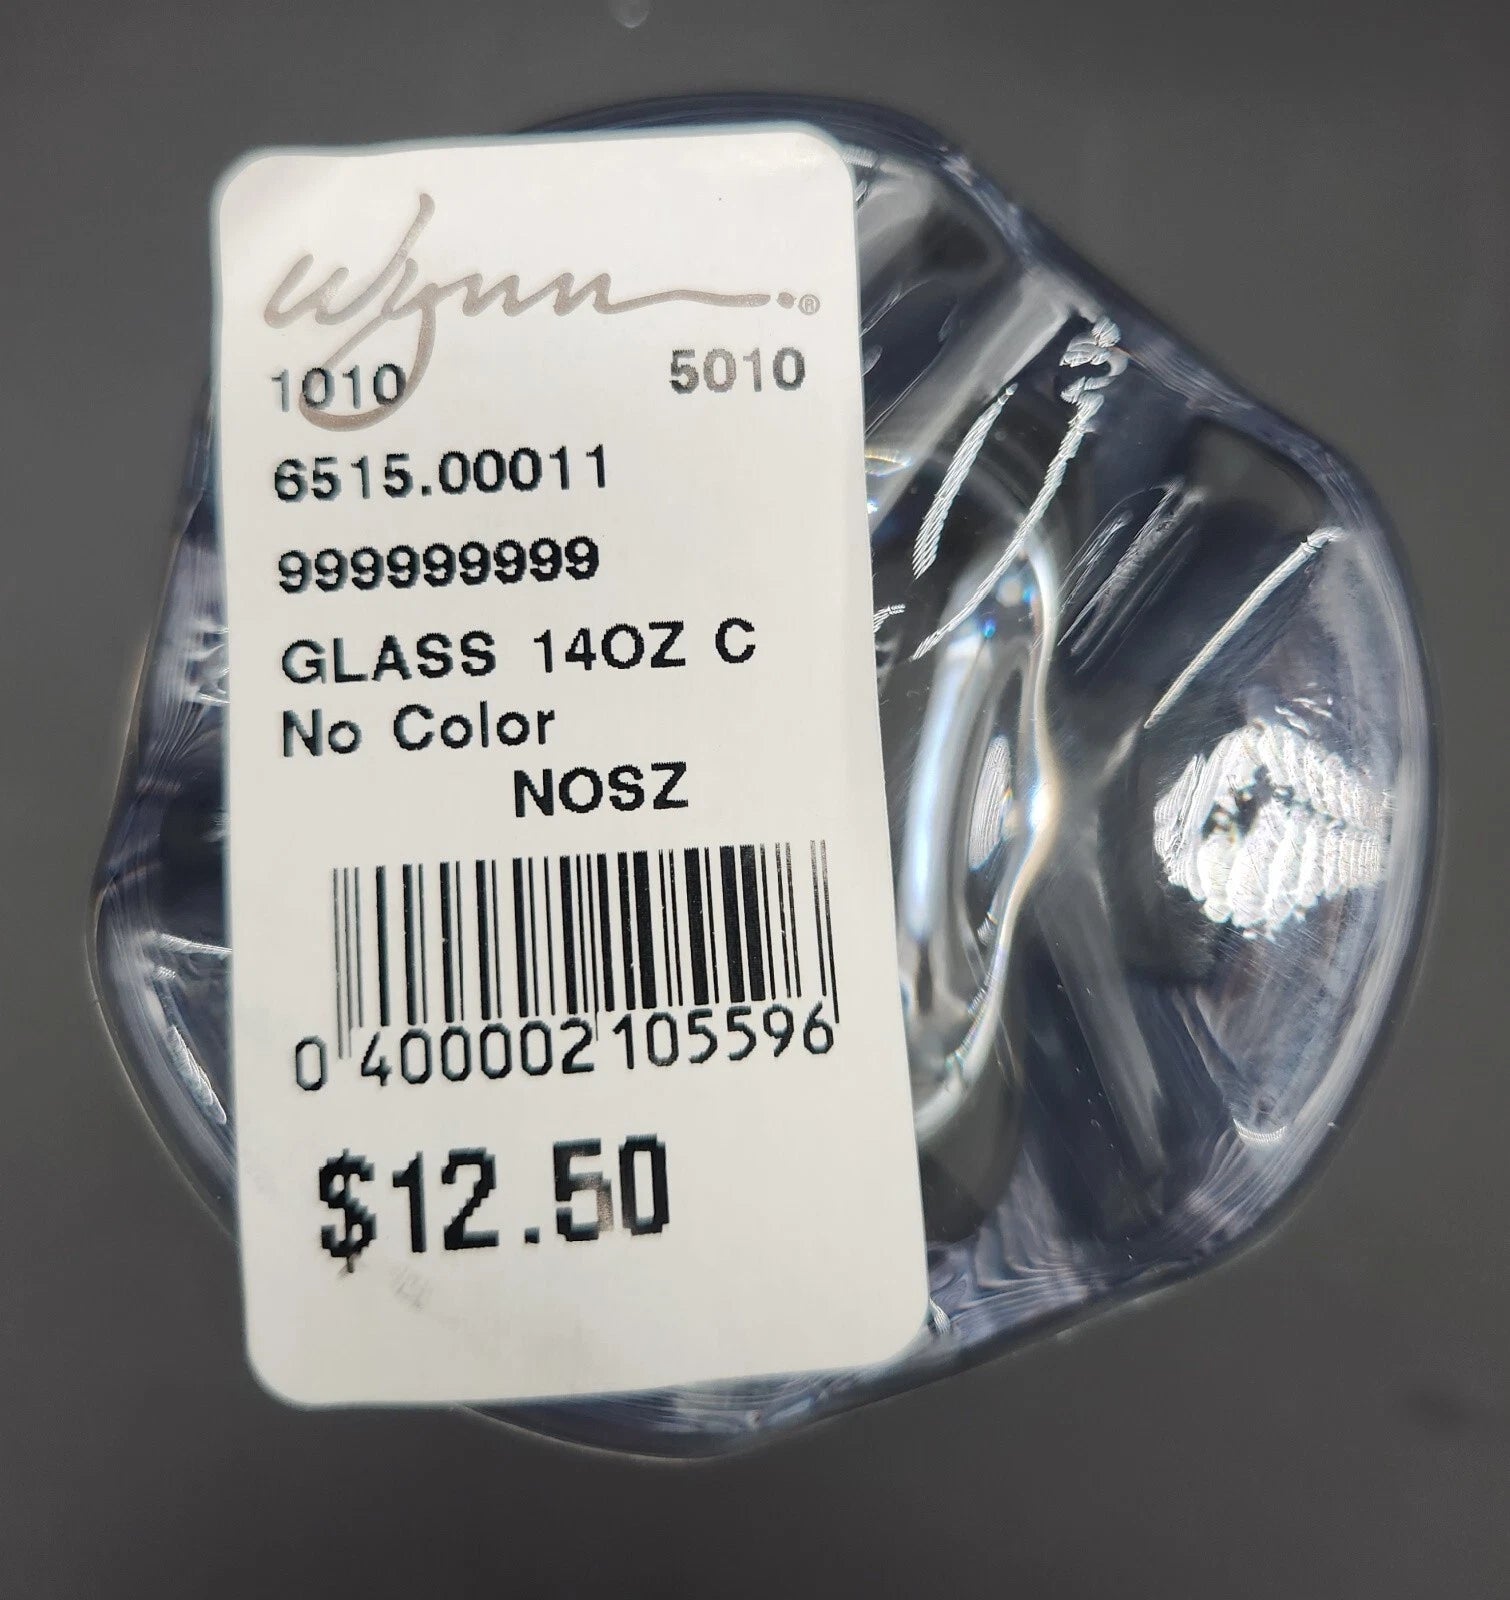 Wynn.®
1010 5010
6515.00011
999999999
GLASS 14OZ C
No Color
NOSZ
0 400002 105596
$12.50